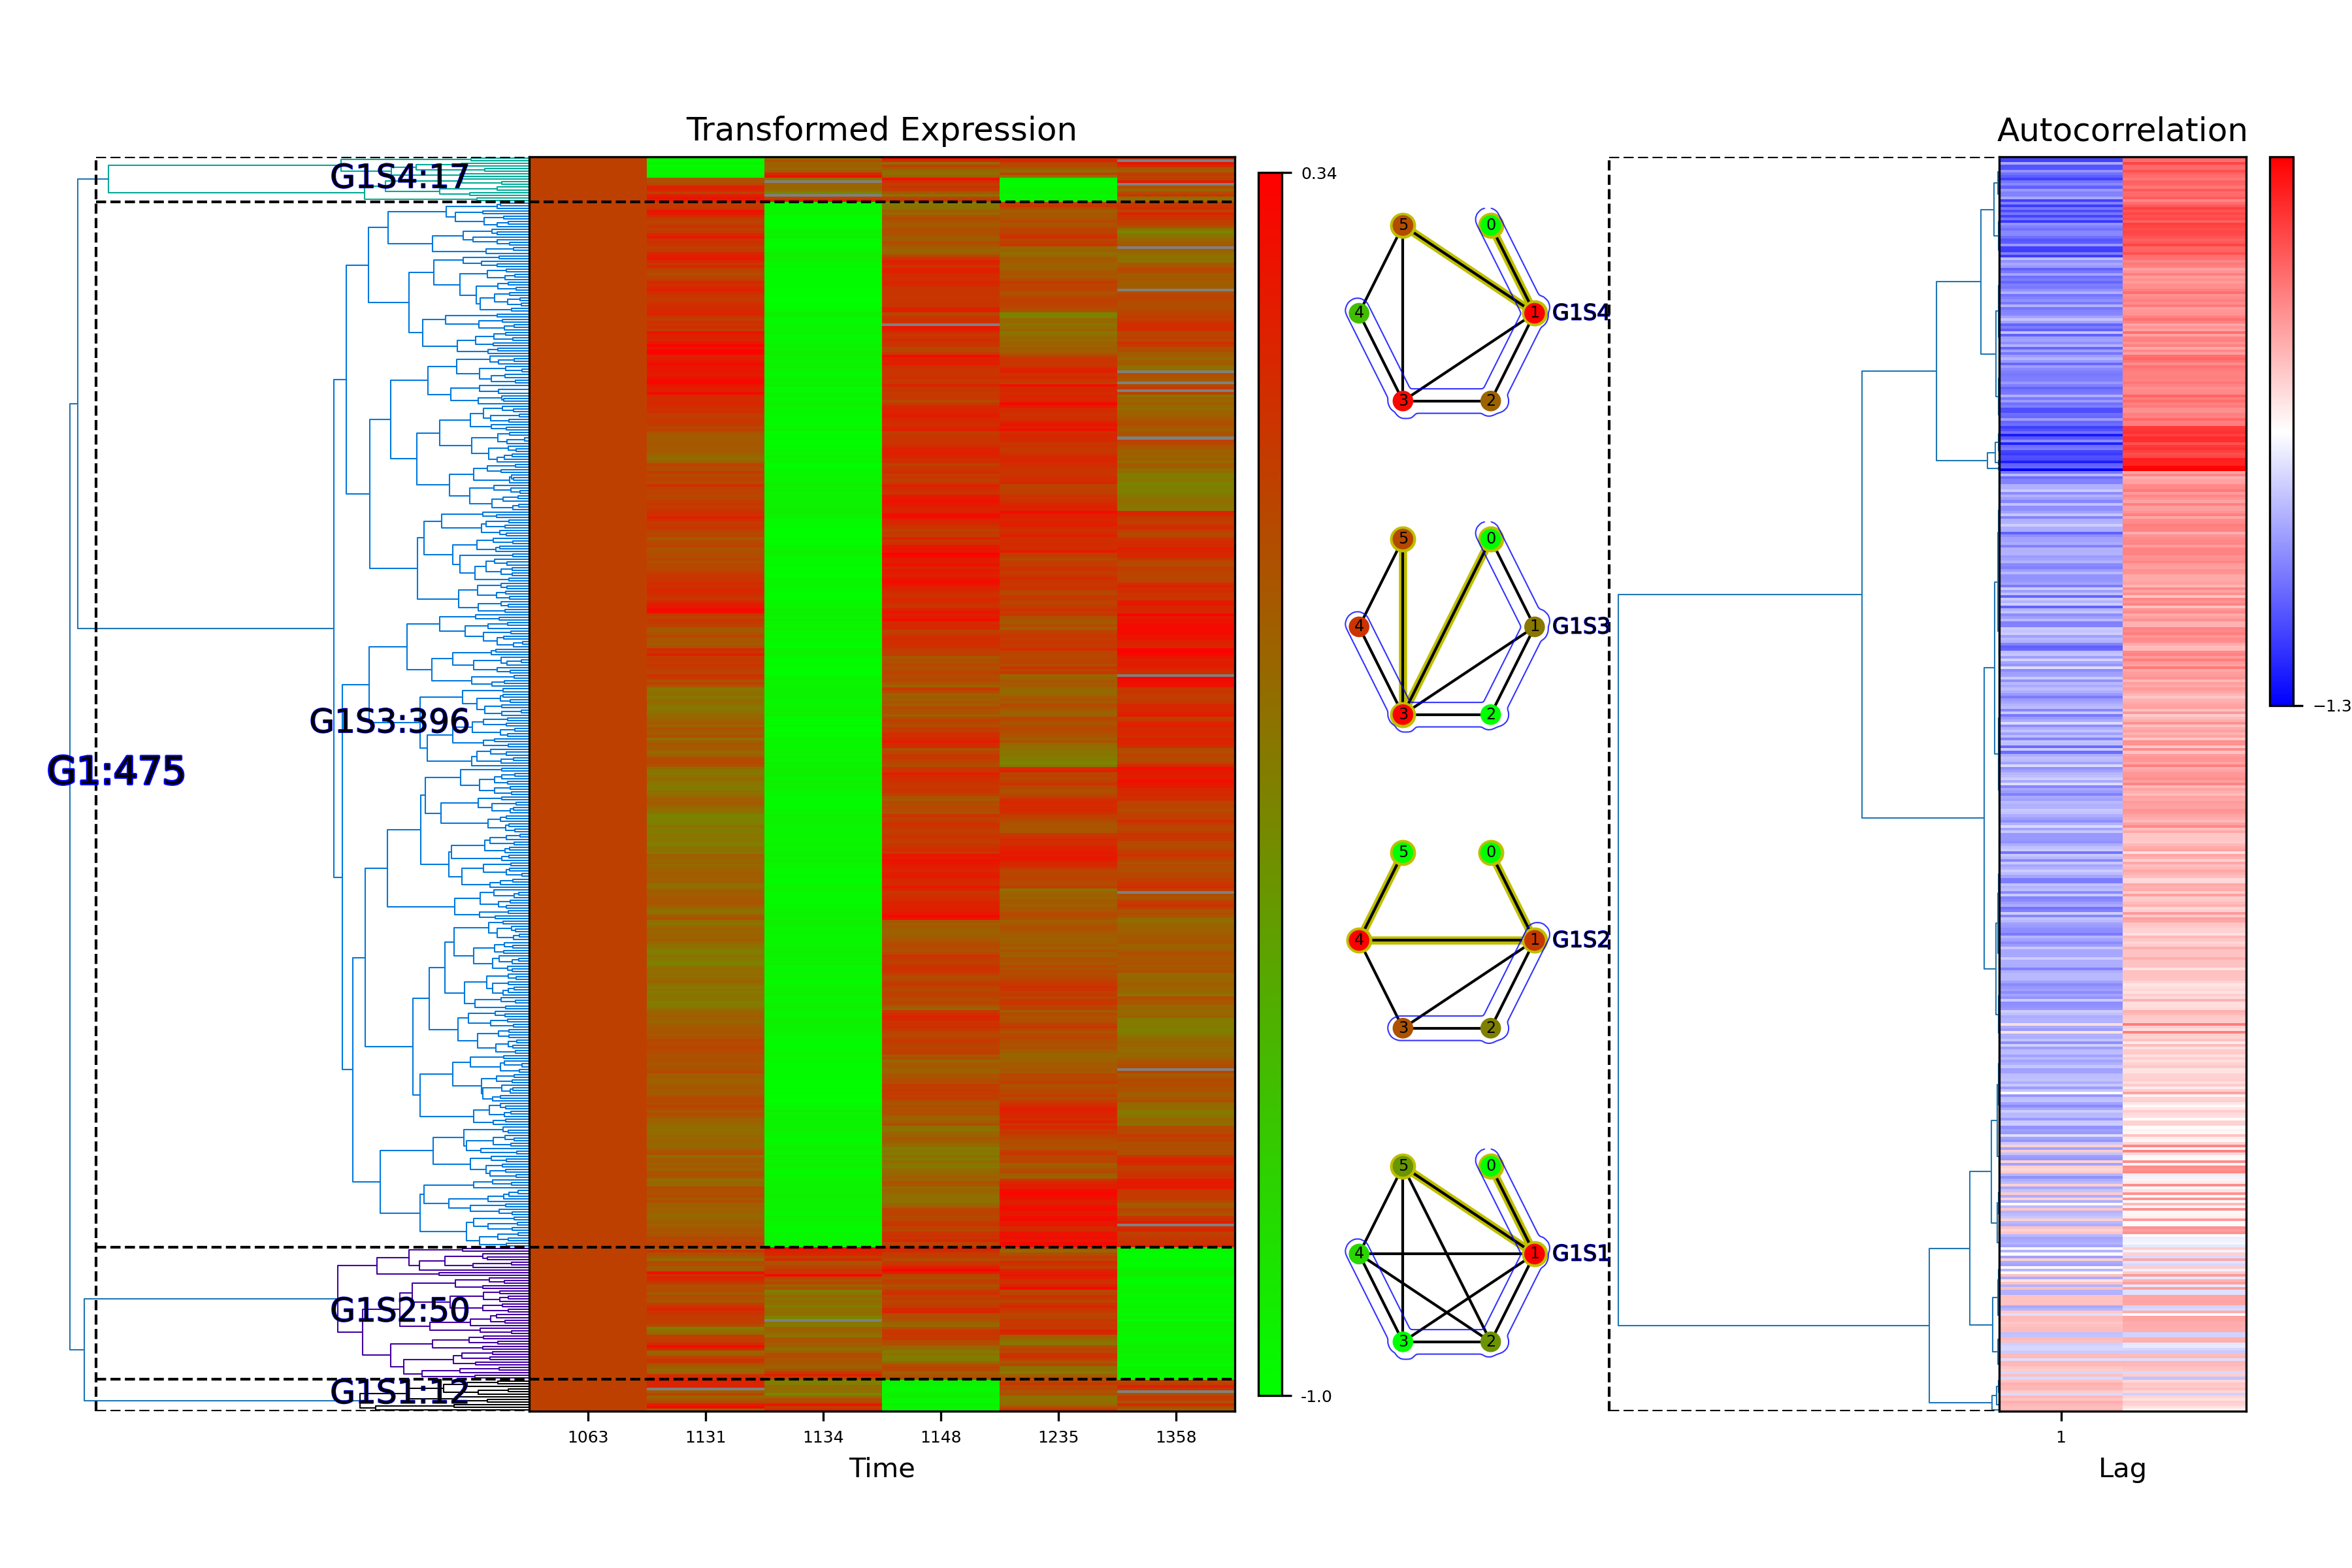 Transformed Expression
Autocorrelation
G1S4:17
G1S3:396
G1:475
G1S2:50
G1S1:12
0.34
-1.0
5
0
4
1
G1S4
3
2
5
0
4
1
G1S3
3
2
5
0
4
1
G1S2
3
2
5
0
4
1
G1S1
3
2
−1.3
1063
1131
1134
1148
1235
1358
Time
1
Lag